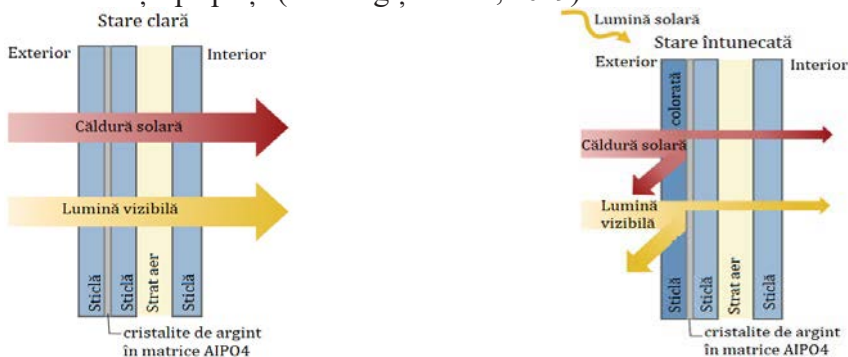 Stare clară
Exterior
Interior
Căldură solară
Lumină vizibilă
Sticlă
Sticlă
Strat aer
Sticlă
cristalite de argint
în matrice AIPO4
Lumină solară
Stare întunecată
Exterior
Interior
colorată
Căldură solară
Lumină
vizibilă
Sticlă
Sticlă
Strat aer
Sticlă
cristalite de argint
în matrice AIPO4